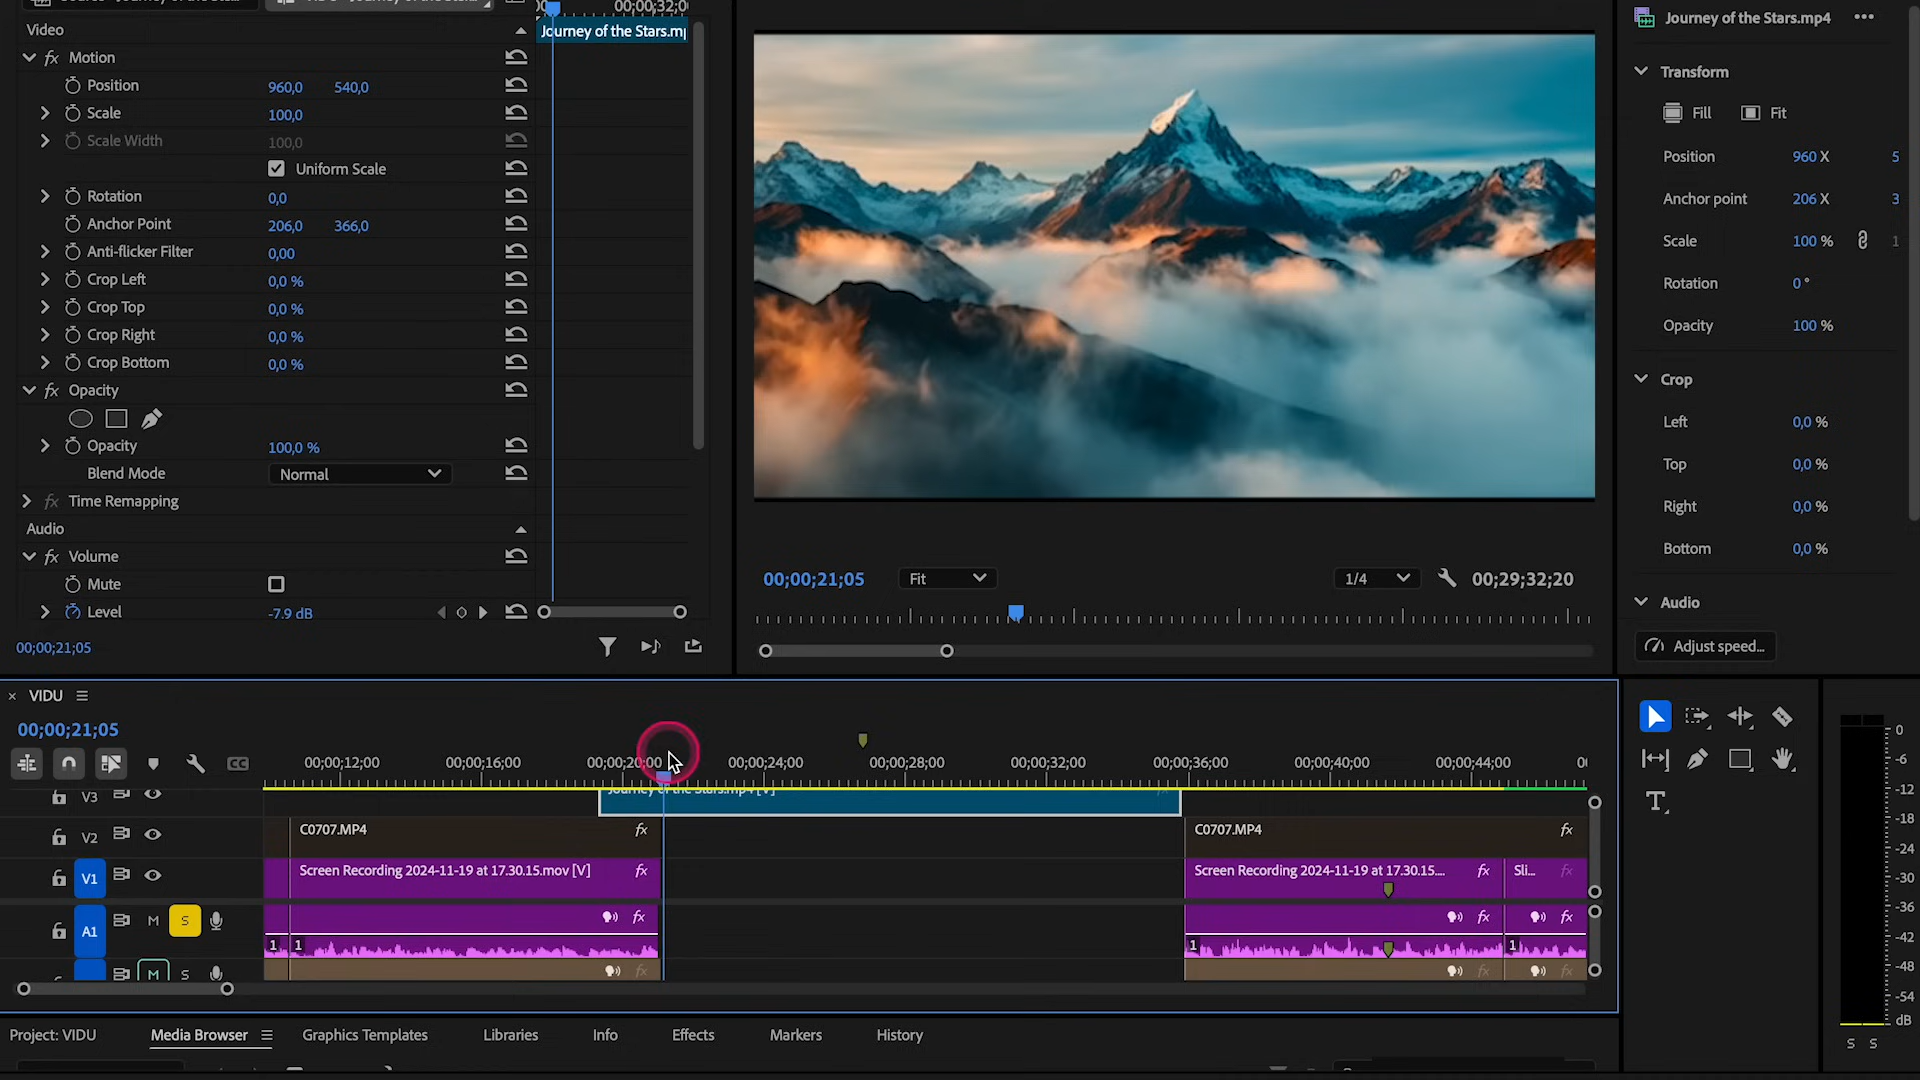 00;00;32;0
Journey of the Stars.mp
Video
fx Motion
Position 960,0 540,0
Scale 100,0
Scale Width 100,0
Uniform Scale
Rotation 0,0
Anchor Point 206,0 366,0
Anti-flicker Filter 0,00
Crop Left 0,0 %
Crop Top 0,0 %
Crop Right 0,0 %
Crop Bottom 0,0 %
fx Opacity
Opacity 100,0 %
Blend Mode Normal
fx Time Remapping
Audio
fx Volume
Mute
Level -7.9 dB
00;00;21;05
00;00;21;05 Fit 1/4 00;29;32;20
Journey of the Stars.mp4
Transform
Fill Fit
Position 960 X 5
Anchor point 206 X 3
Scale 100 % 1
Rotation 0 °
Opacity 100 %
Crop
Left 0,0 %
Top 0,0 %
Right 0,0 %
Bottom 0,0 %
Audio
Adjust speed...
VIDU
00;00;21;05
CC 00;00;12;00 00;00;16;00 00;00;20;00 00;00;24;00 00;00;28;00 00;00;32;00 00;00;36;00 00;00;40;00 00;00;44;00
V3 Journey of the Stars.mp4 [V]
V2 C0707.MP4 fx C0707.MP4 fx
V1 Screen Recording 2024-11-19 at 17.30.15.mov [V] fx Screen Recording 2024-11-19 at 17.30.15.... fx Sli... fx
A1 M S fx fx fx
1 1 1 1
M S fx fx fx
0
-6
-12
-18
-24
-30
-36
-42
-48
-54
dB
S S
Project: VIDU Media Browser Graphics Templates Libraries Info Effects Markers History